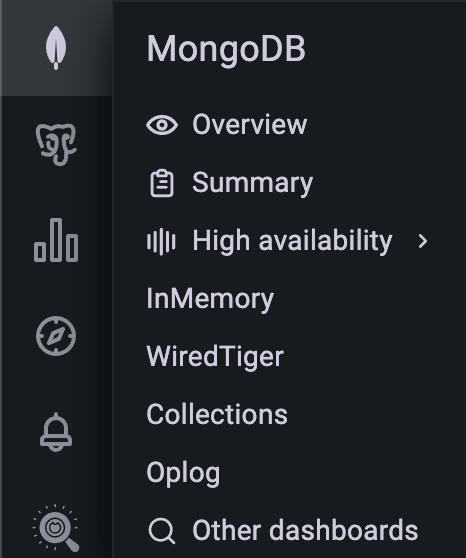 MongoDB
Overview
Summary
High availability
InMemory
WiredTiger
Collections
Oplog
Other dashboards